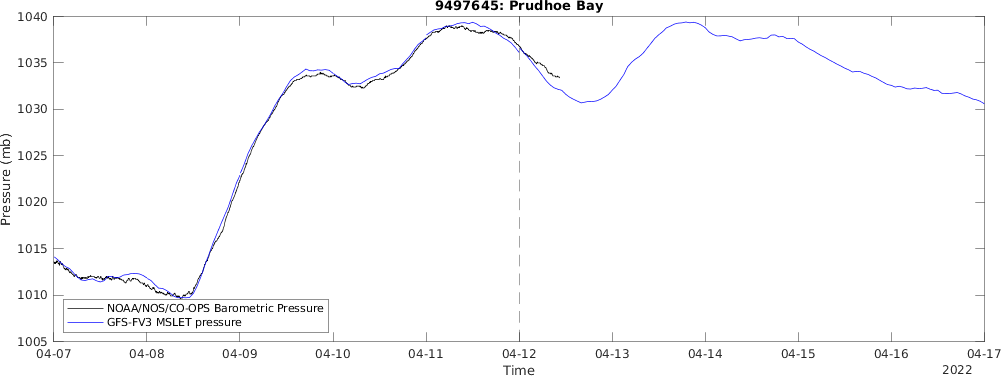 9497645: Prudhoe Bay
1040
1035
1030
1025
1020
1015
1010
1005
Pressure (mb)
NOAA/NOS/CO-OPS Barometric Pressure
GFS-FV3 MSLET pressure
04-07 04-08 04-09 04-10 04-11 04-12 04-13 04-14 04-15 04-16 04-17
Time
2022